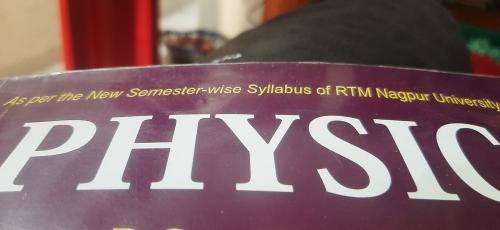 As per the New Semester-wise Syllabus of RTM Nagpur University
PHYSIC